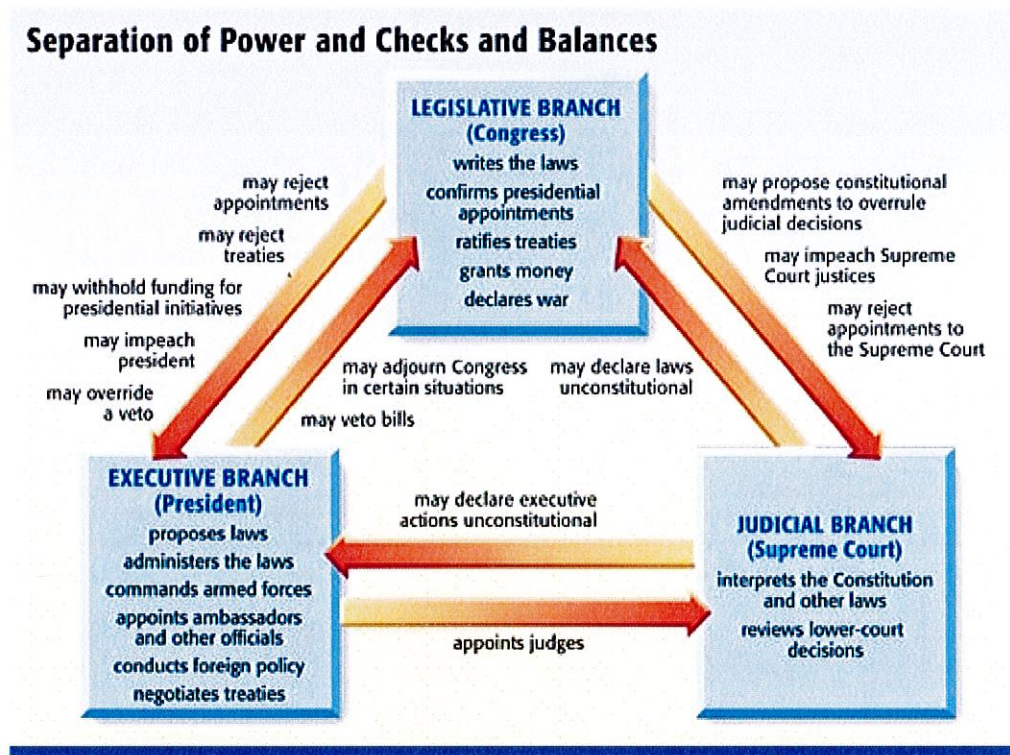 Separation of Power and Checks and Balances
LEGISLATIVE BRANCH
(Congress)
writes the laws
confirms presidential
appointments
ratifies treaties
grants money
declares war
may reject
appointments
may reject
treaties
may withhold funding for
presidential initiatives
may impeach
president
may override
a veto
may adjourn Congress
in certain situations
may veto bills
may declare laws
unconstitutional
may propose constitutional
amendments to overrule
judicial decisions
may impeach Supreme
Court justices
may reject
appointments to
the Supreme Court
EXECUTIVE BRANCH
(President)
proposes laws
administers the laws
commands armed forces
appoints ambassadors
and other officials
conducts foreign policy
negotiates treaties
may declare executive
actions unconstitutional
appoints judges
JUDICIAL BRANCH
(Supreme Court)
interprets the Constitution
and other laws
reviews lower-court
decisions